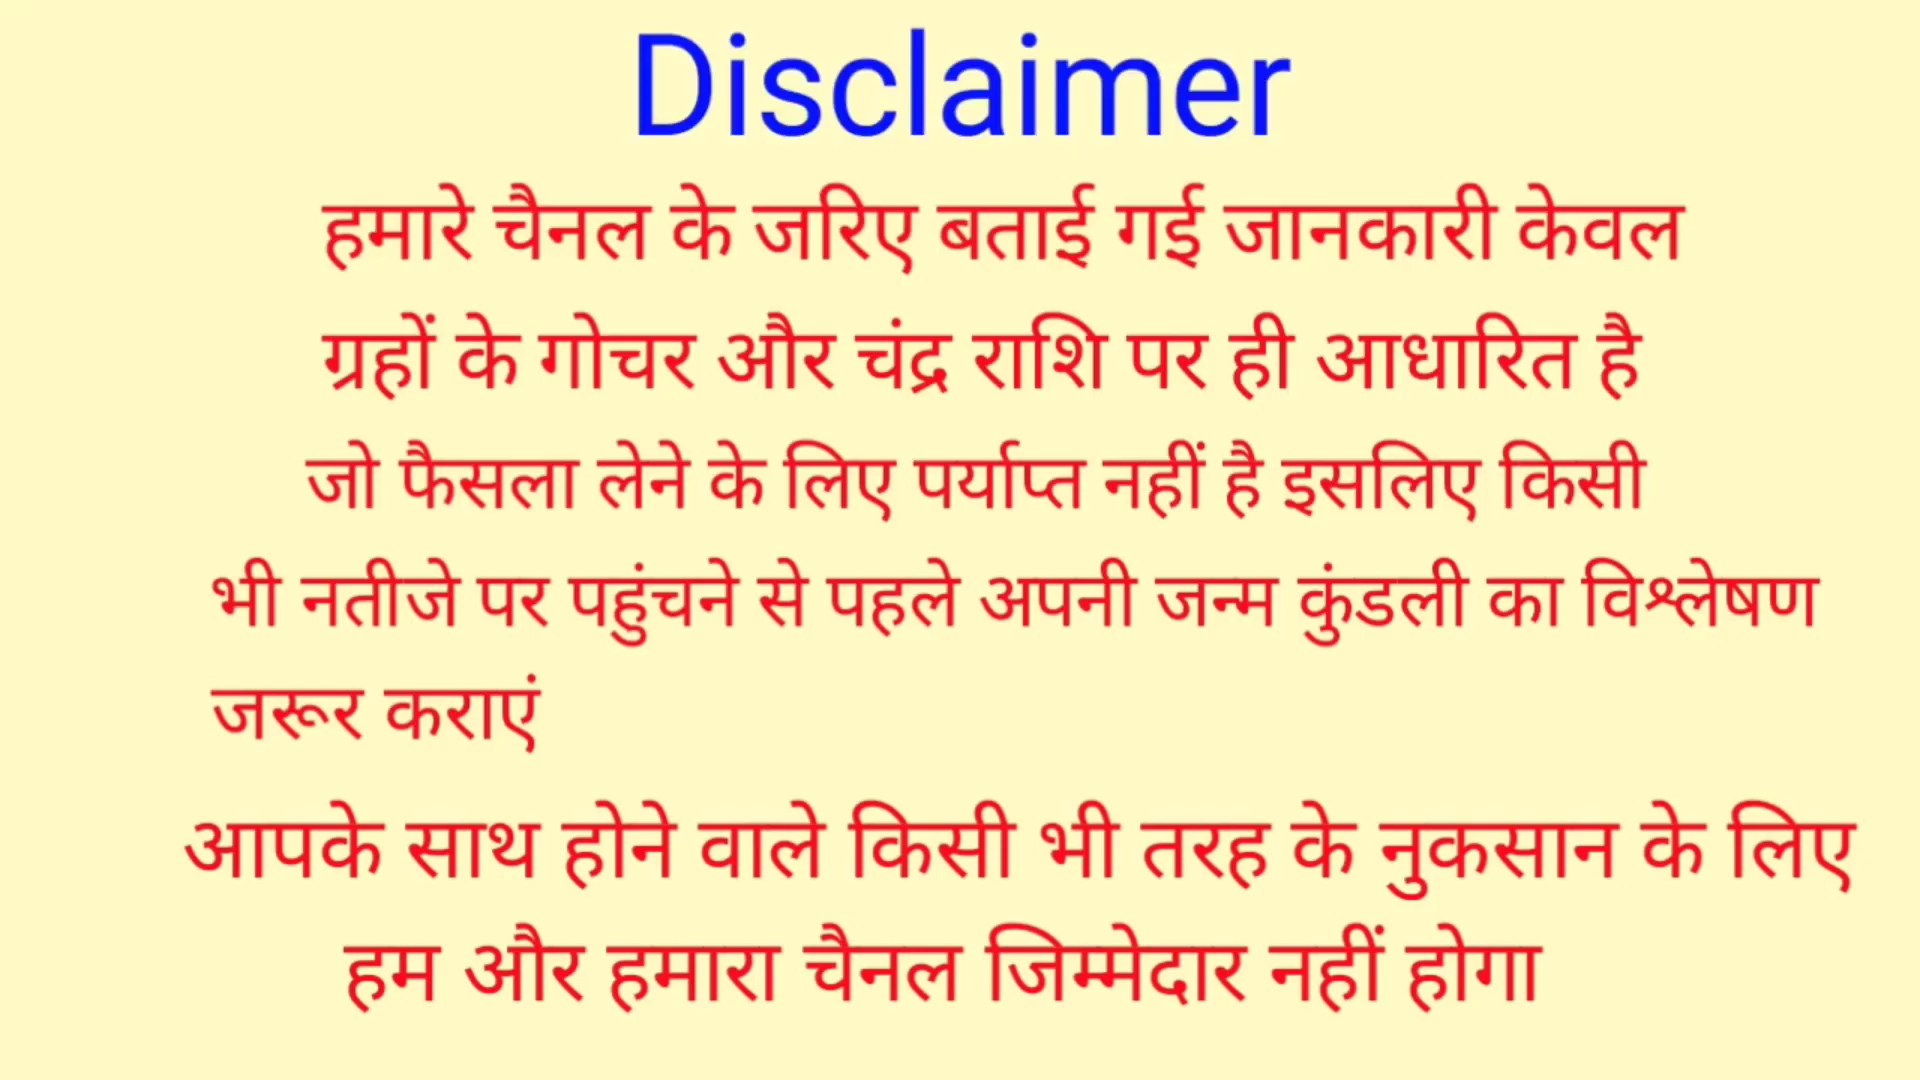 Disclaimer
हमारे चैनल के जरिए बताई गई जानकारी केवल
ग्रहों के गोचर और चंद्र राशि पर ही आधारित है
जो फैसला लेने के लिए पर्याप्त नहीं है इसलिए किसी
भी नतीजे पर पहुंचने से पहले अपनी जन्म कुंडली का विश्लेषण
जरूर कराएं
आपके साथ होने वाले किसी भी तरह के नुकसान के लिए
हम और हमारा चैनल जिम्मेदार नहीं होगा